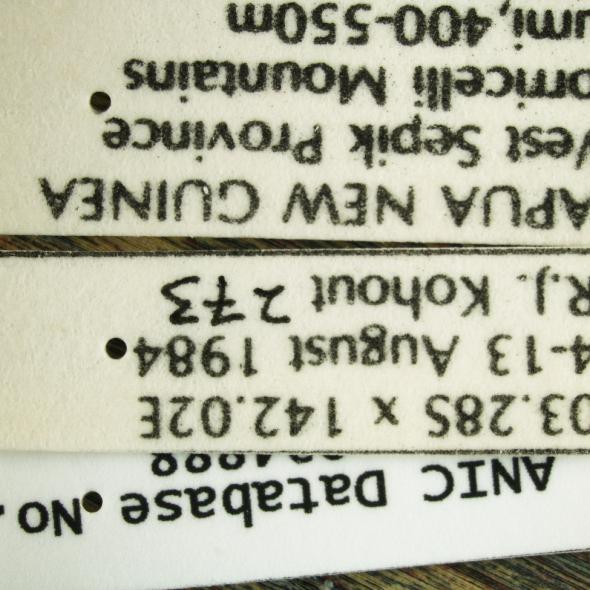 ANIC Database No.
03.28S x 142.02E
4-13 August 1984
R.J. Kohout 273
APUA NEW GUINEA
est Sepik Province
orricelli Mountains
umi,400-550m